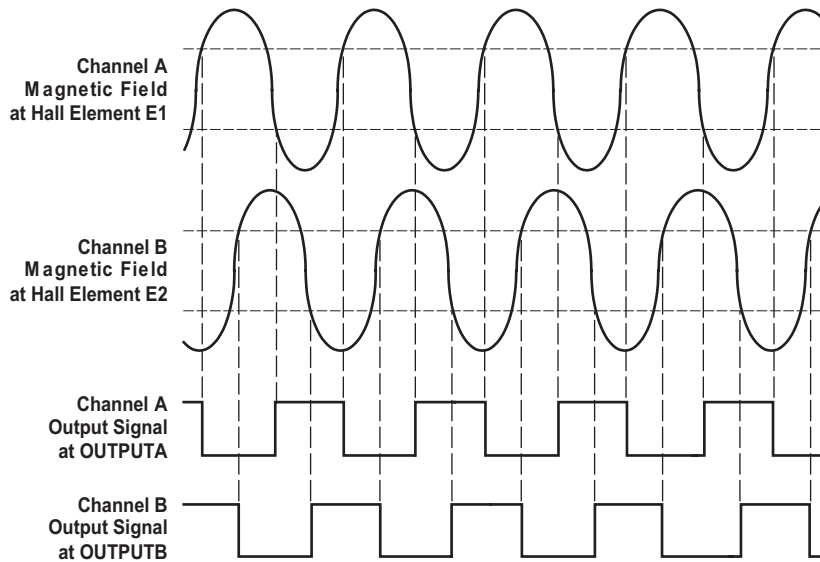 Channel A
Magnetic Field
at Hall Element E1
Channel B
Magnetic Field
at Hall Element E2
Channel A
Output Signal
at OUTPUTA
Channel B
Output Signal
at OUTPUTB